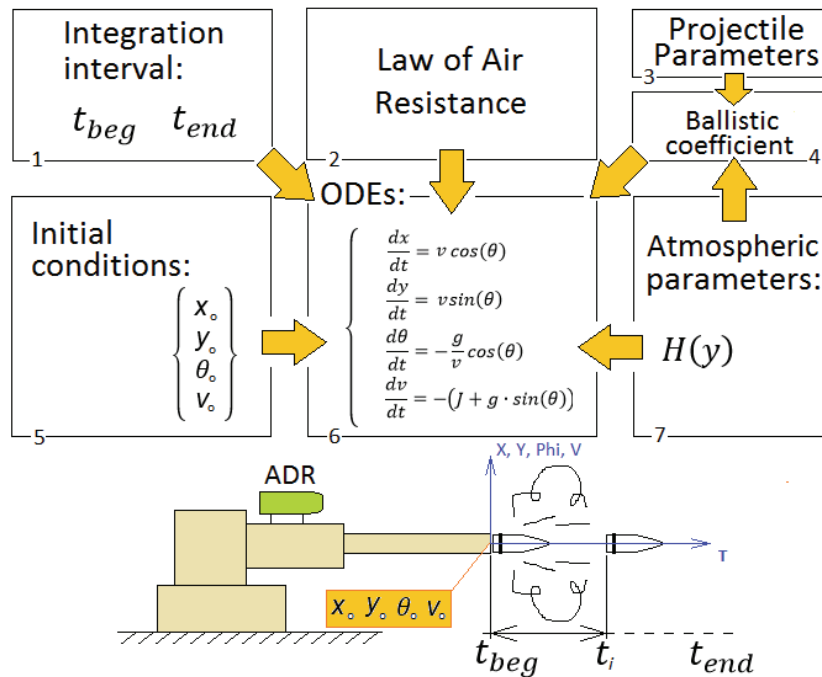 Integration
interval:
t_beg t_end
1
Law of Air
Resistance
2
Projectile
Parameters
3
Ballistic
coefficient
4
Initial
conditions:
x₀
y₀
θ₀
v₀
5
ODEs:
dx/dt = v cos(θ)
dy/dt = vsin(θ)
dθ/dt = -g/v cos(θ)
dv/dt = -(J + g · sin(θ))
6
Atmospheric
parameters:
H(y)
7
ADR
X, Y, Phi, V
T
x₀ y₀ θ₀ v₀
t_beg t_i t_end